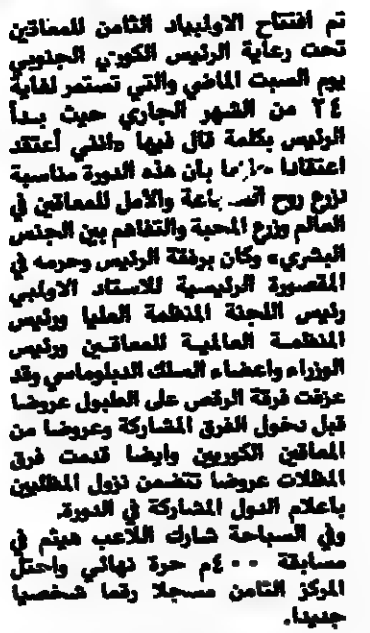 تم افتتاح الاولمبياد الثامن للمعاقين
تحت رعاية الرئيس الكوري الجنوبي
يوم السبت الماضي والتي تستمر لغاية
٢٤ من الشهر الجاري حيث بدأ
الرئيس بكلمة قال فيها «انني أعتقد
اعتقادا بأن هذه الدورة مناسبة
نزرع روح الشجاعة والأمل للمعاقين في
العالم وزرع المحبة والتفاهم بين الجنس
البشري» وكان برفقة الرئيس وحرمه في
المقصورة الرئيسية للاستاد الاولمبي
رئيس اللجنة المنظمة العليا ورئيس
المنظمة العالمية للمعاقين ورئيس
الوزراء واعضاء السلك الدبلوماسي وقد
عزفت فرقة الرقص على الطبول عروضا
قبل دخول الفرق المشاركة وعروضا من
المعاقين الكوريين وايضا قدمت فرق
المظلات عروضا تتضمن نزول المظليين
باعلام الدول المشاركة في الدورة.
وفي السباحة شارك اللاعب هيثم في
مسابقة ٤٠٠م حرة نهائي واحتل
المركز الثامن مسجلا رقما شخصيا
جديدا.